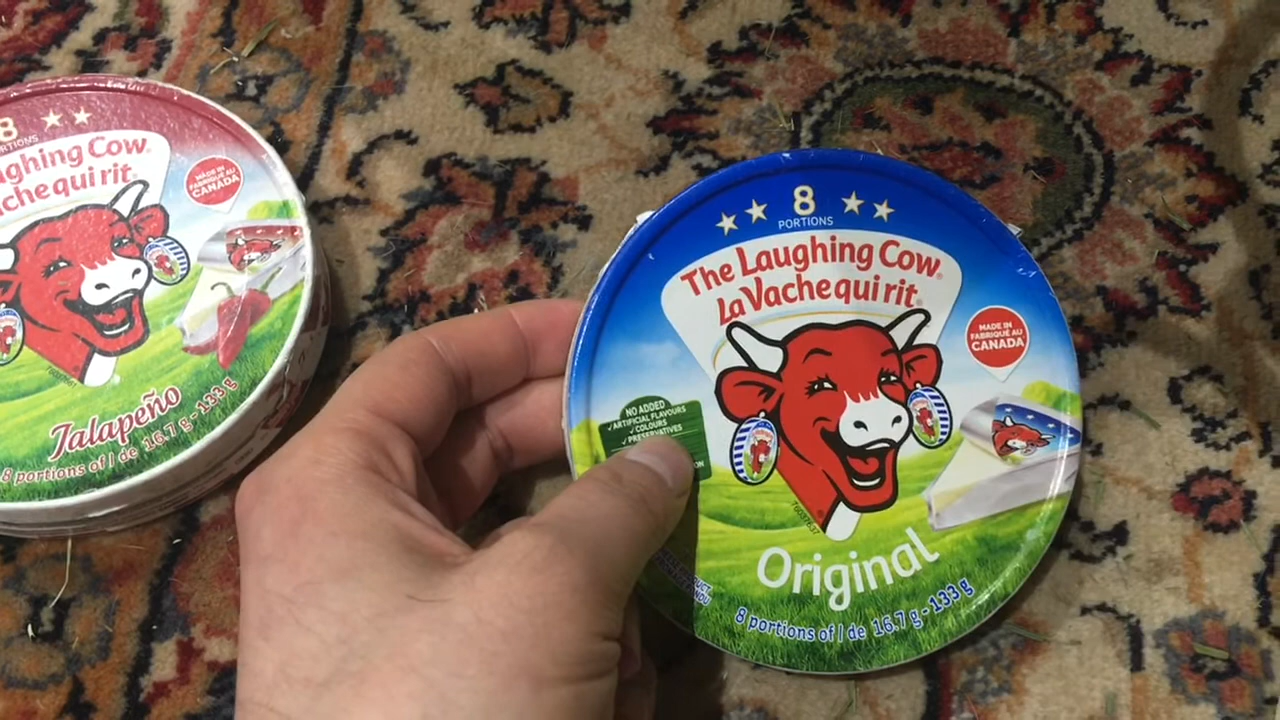 8
RTIONS
ghing Cow
ache qui rit
MADE IN
FABRIQUÉ AU
CANADA
Jalapeño
8 portions of / de 16.7 g - 133 g
8
PORTIONS
The Laughing Cow
La Vache qui rit
MADE IN
FABRIQUÉ AU
CANADA
NO ADDED
✓ARTIFICIAL FLAVOURS
✓COLOURS
✓PRESERVATIVES
Original
8 portions of / de 16.7 g - 133 g